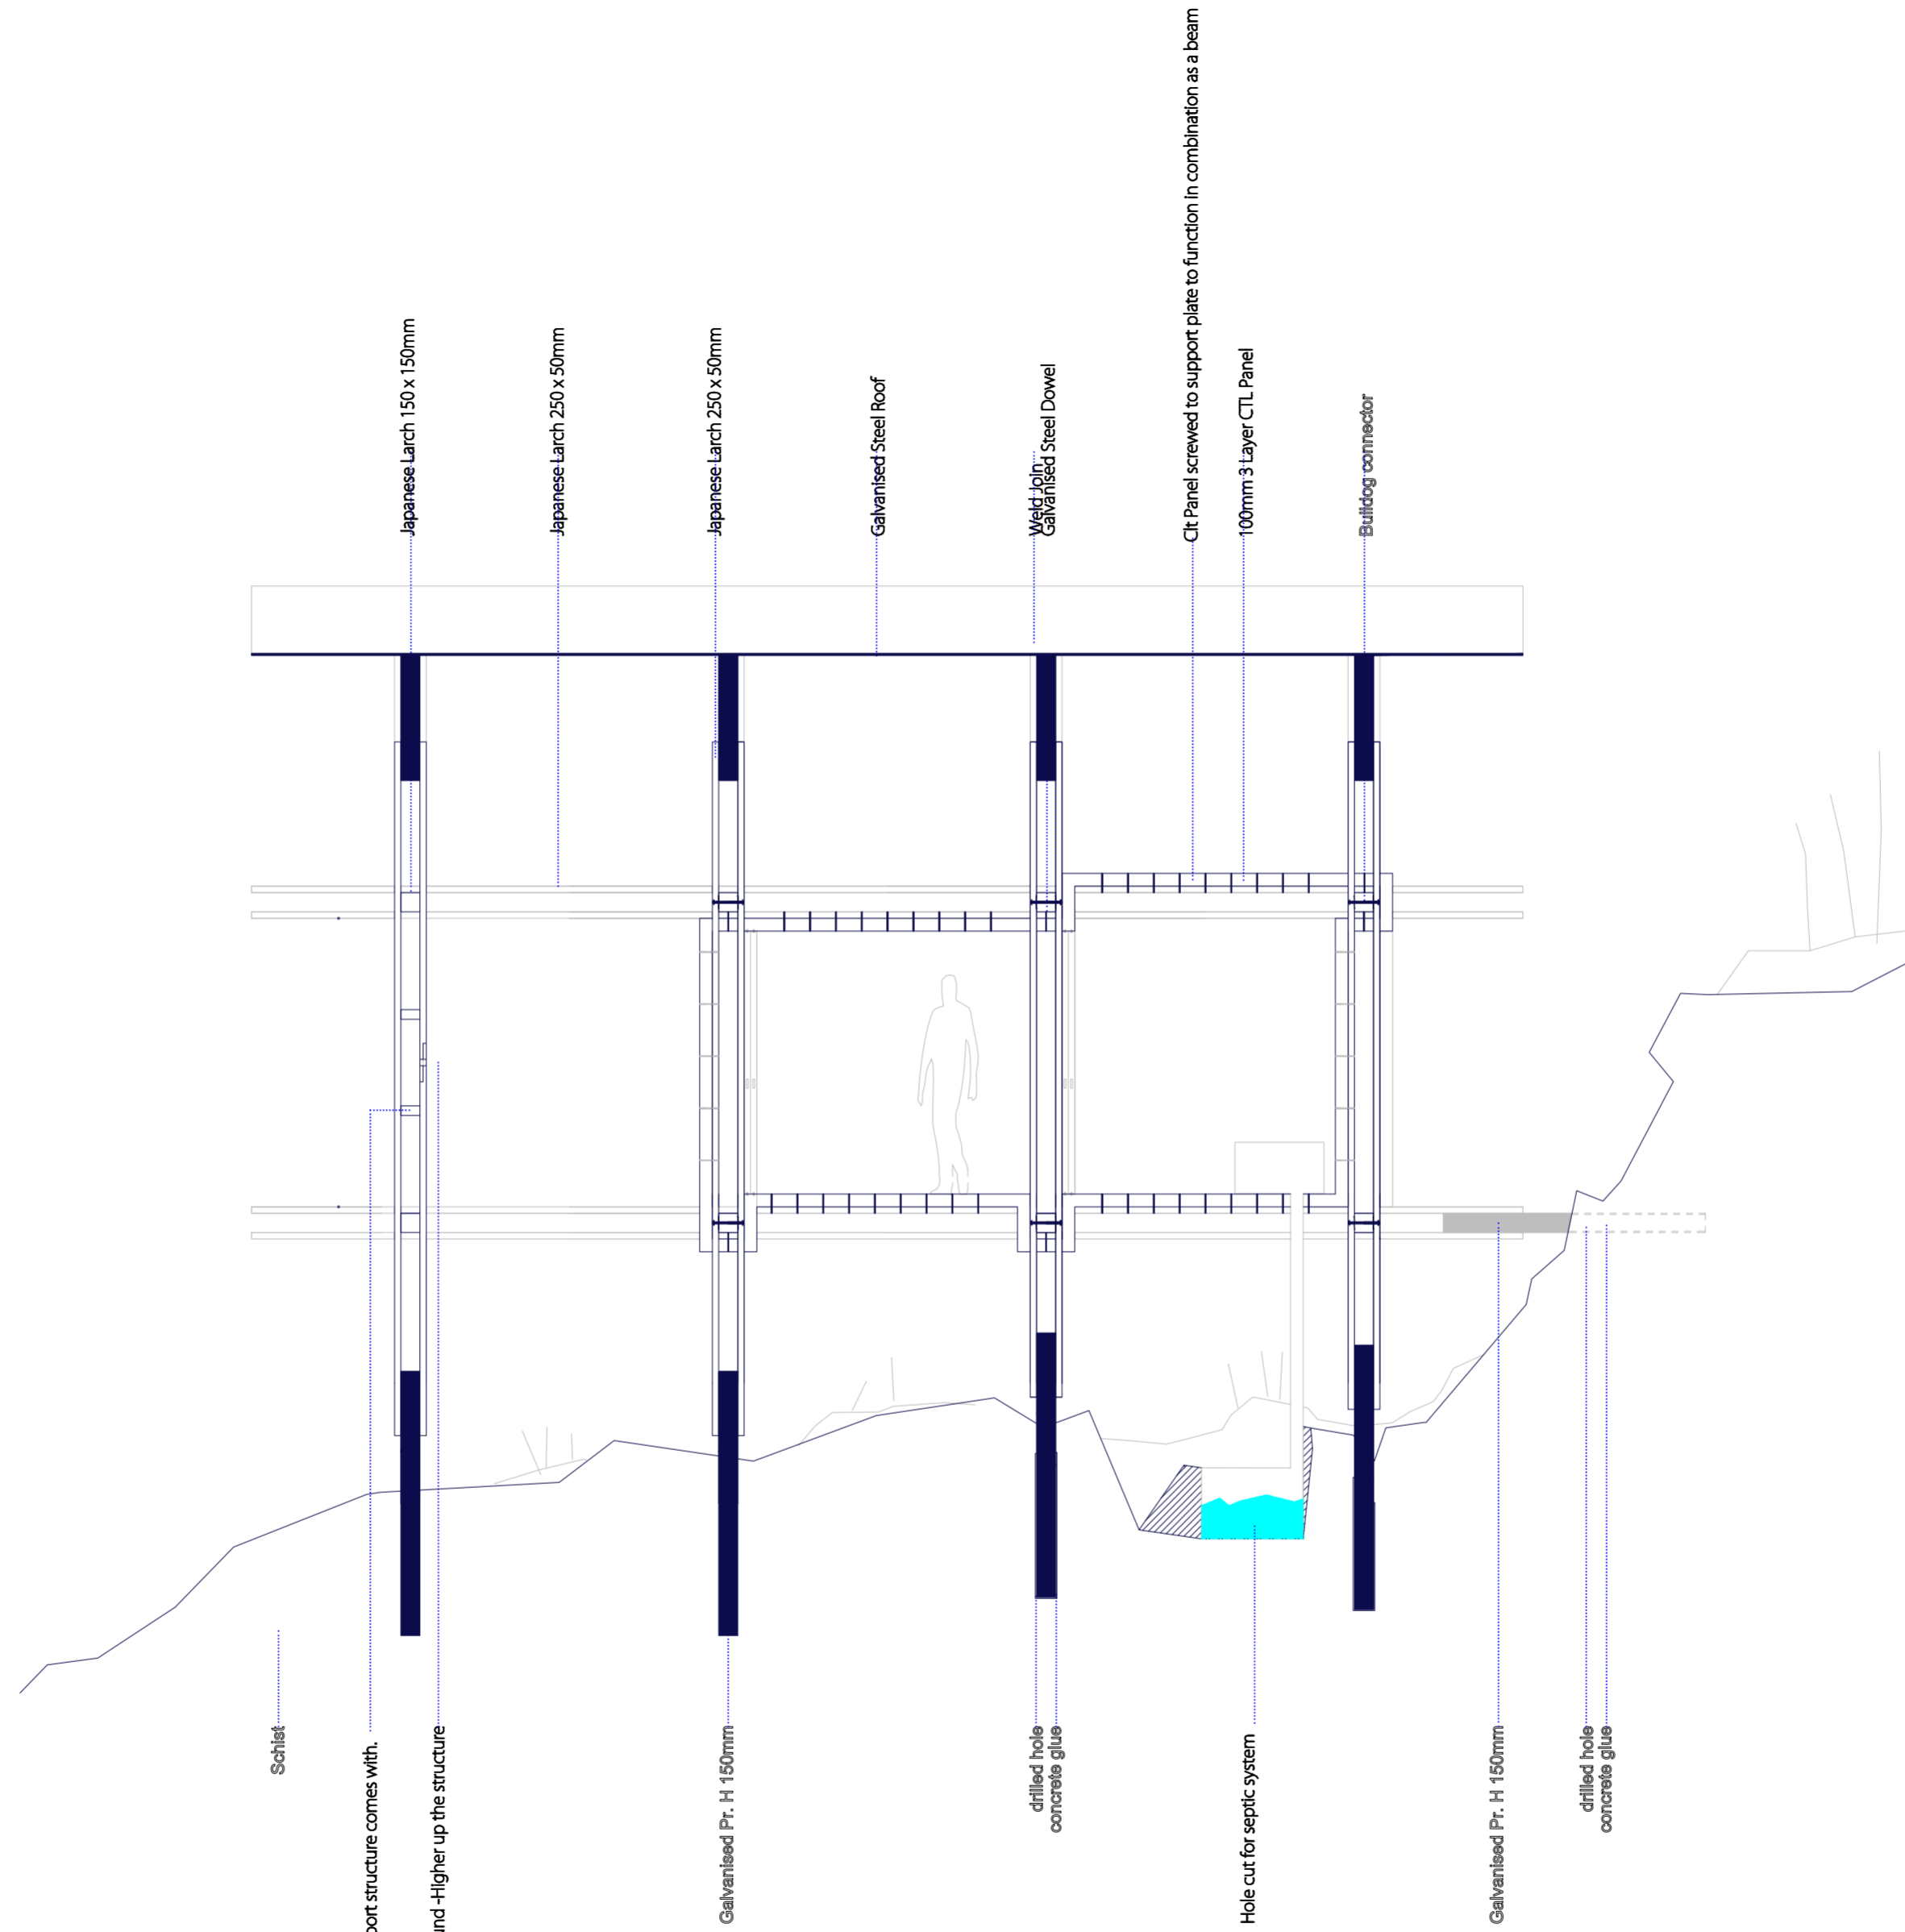 Japanese Larch 150 x 150mm
Japanese Larch 250 x 50mm
Japanese Larch 250 x 50mm
Galvanised Steel Roof
Weld Join
Galvanised Steel Dowel
Clt Panel screwed to support plate to function in combination as a beam
100mm 3 Layer CTL Panel
Bulldog connector
Schist
port structure comes with.
und -Higher up the structure
Galvanised Pr. H 150mm
drilled hole
concrete glue
Hole cut for septic system
Galvanised Pr. H 150mm
drilled hole
concrete glue